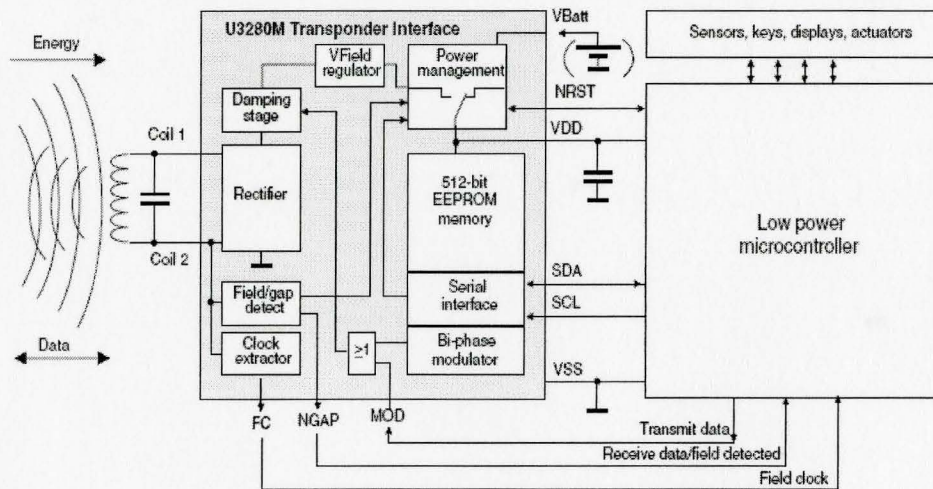 U3280M Transponder Interface
Energy
Data
Coil 1
Coil 2
VField
regulator
Damping
stage
Rectifier
Field/gap
detect
Clock
extractor
≥1
Power
management
512-bit
EEPROM
memory
Serial
interface
Bi-phase
modulator
VBatt
NRST
VDD
SDA
SCL
VSS
Sensors, keys, displays, actuators
Low power
microcontroller
FC
NGAP
MOD
Transmit data
Receive data/field detected
Field clock